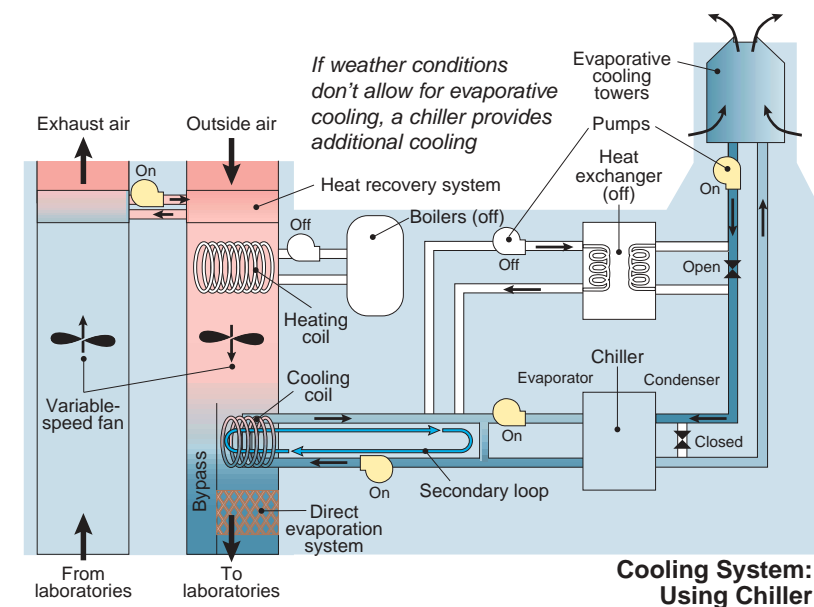 If weather conditions
don't allow for evaporative
cooling, a chiller provides
additional cooling
Evaporative
cooling
towers
Exhaust air
Outside air
Pumps
On
Heat recovery system
Heat
exchanger
(off)
On
Boilers (off)
Off
Off
Open
Heating
coil
Chiller
Cooling
coil
Evaporator
Condenser
Variable-
speed fan
On
Closed
Bypass
On
Secondary loop
Direct
evaporation
system
From
laboratories
To
laboratories
Cooling System:
Using Chiller